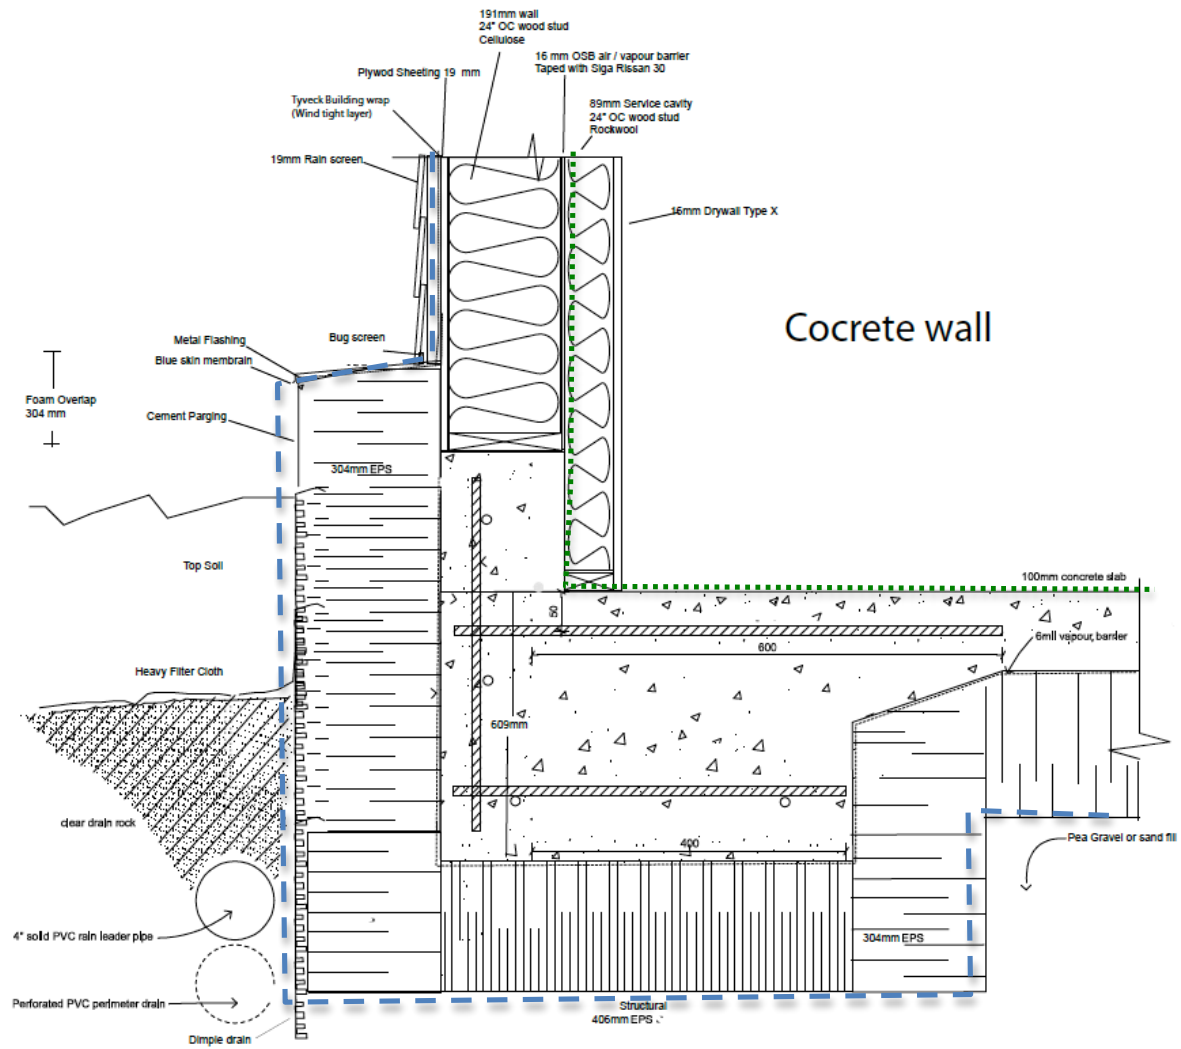 191mm wall
24" OC wood stud
Cellulose
16 mm OSB air / vapour barrier
Taped with Siga Rissan 30
Plywod Sheeting 19 mm
Tyveck Building wrap
(Wind tight layer)
89mm Service cavity
24" OC wood stud
Rockwool
19mm Rain screen
15mm Drywall Type X
Cocrete wall
Metal Flashing
Bug screen
Blue skin membrain
Foam Overlap
304 mm
Cement Parging
304mm EPS
Top Soil
100mm concrete slab
50
6mil vapour, barrier
600
Heavy Filter Cloth
609mm
clear drain rock
Pea Gravel or sand fill
400
4" solid PVC rain leader pipe
304mm EPS
Perforated PVC perimeter drain
Structural
406mm EPS
Dimple drain